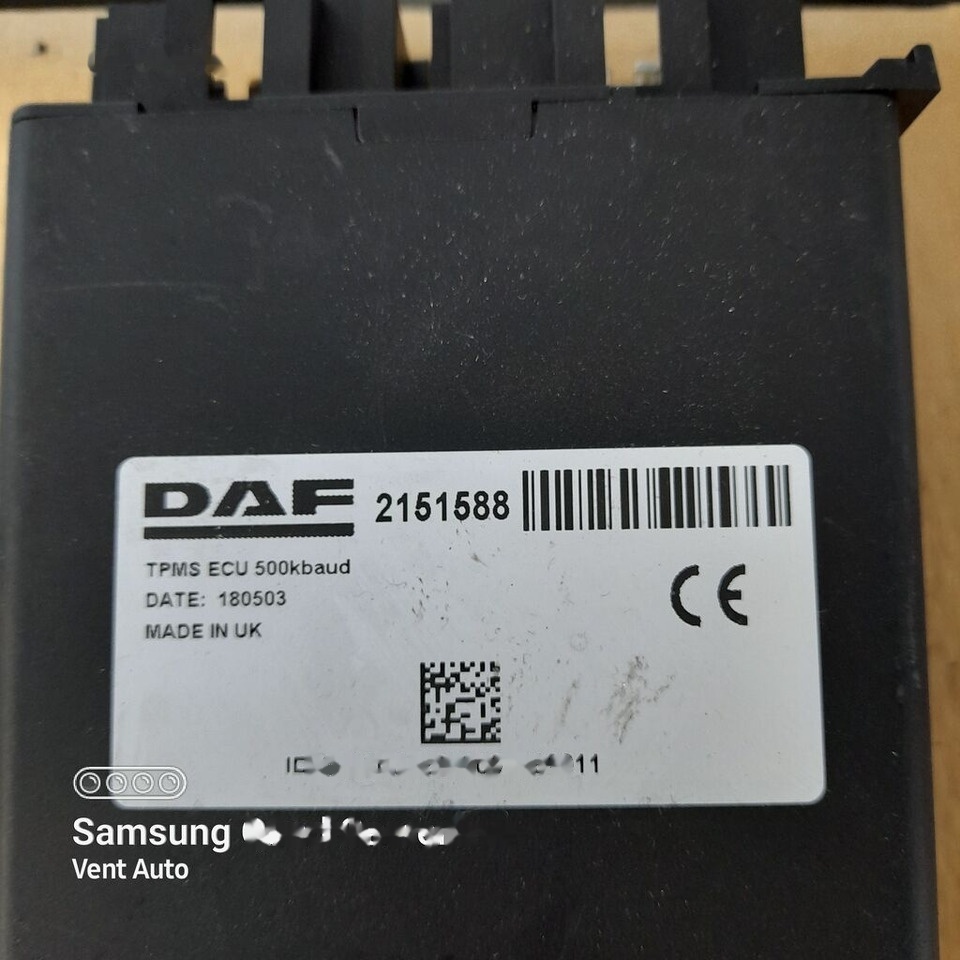 DAF 2151588
TPMS ECU 500kbaud
DATE: 180503
CE
MADE IN UK
Samsung
Vent Auto